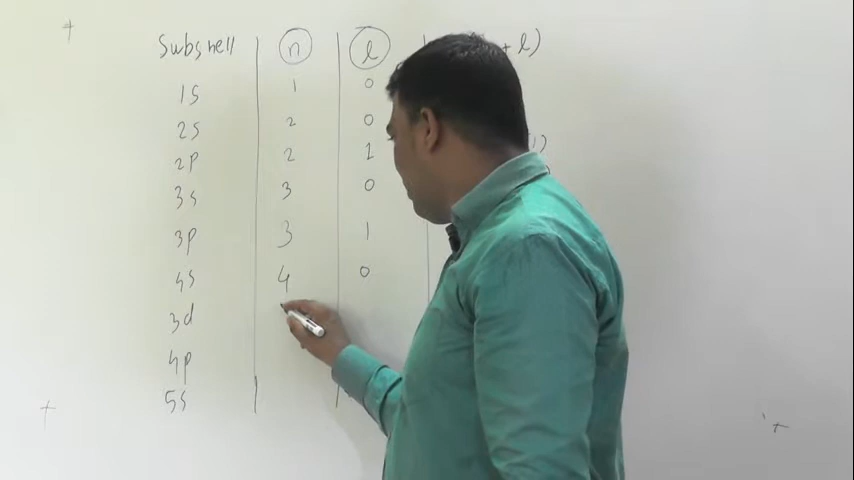 Subshell n l + l)
1s 1 0
2s 2 0
2p 2 1 1)
3s 3 0
3p 3 1
4s 4 0
3d
4p
5s